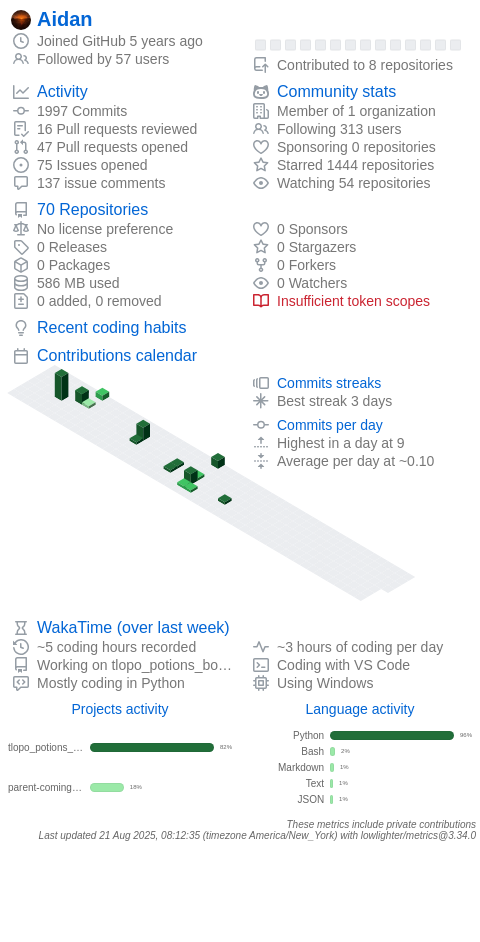 Aidan
Joined GitHub 5 years ago
Followed by 57 users
Contributed to 8 repositories
Activity
1997 Commits
16 Pull requests reviewed
47 Pull requests opened
75 Issues opened
137 issue comments
Community stats
Member of 1 organization
Following 313 users
Sponsoring 0 repositories
Starred 1444 repositories
Watching 54 repositories
70 Repositories
No license preference
0 Releases
0 Packages
586 MB used
0 added, 0 removed
0 Sponsors
0 Stargazers
0 Forkers
0 Watchers
Insufficient token scopes
Recent coding habits
Contributions calendar
Commits streaks
Best streak 3 days
Commits per day
Highest in a day at 9
Average per day at ~0.10
WakaTime (over last week)
~5 coding hours recorded
Working on tlopo_potions_bo…
Mostly coding in Python
~3 hours of coding per day
Coding with VS Code
Using Windows
Projects activity
tlopo_potions_… 82%
parent-coming… 18%
Language activity
Python 96%
Bash 2%
Markdown 1%
Text 1%
JSON 1%
These metrics include private contributions
Last updated 21 Aug 2025, 08:12:35 (timezone America/New_York) with lowlighter/metrics@3.34.0